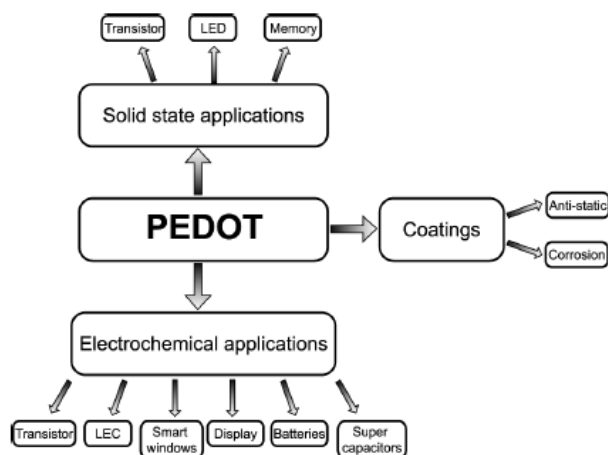 Transistor
LED
Memory
Solid state applications
PEDOT
Coatings
Anti-static
Corrosion
Electrochemical applications
Transistor
LEC
Smart
windows
Display
Batteries
Super
capacitors